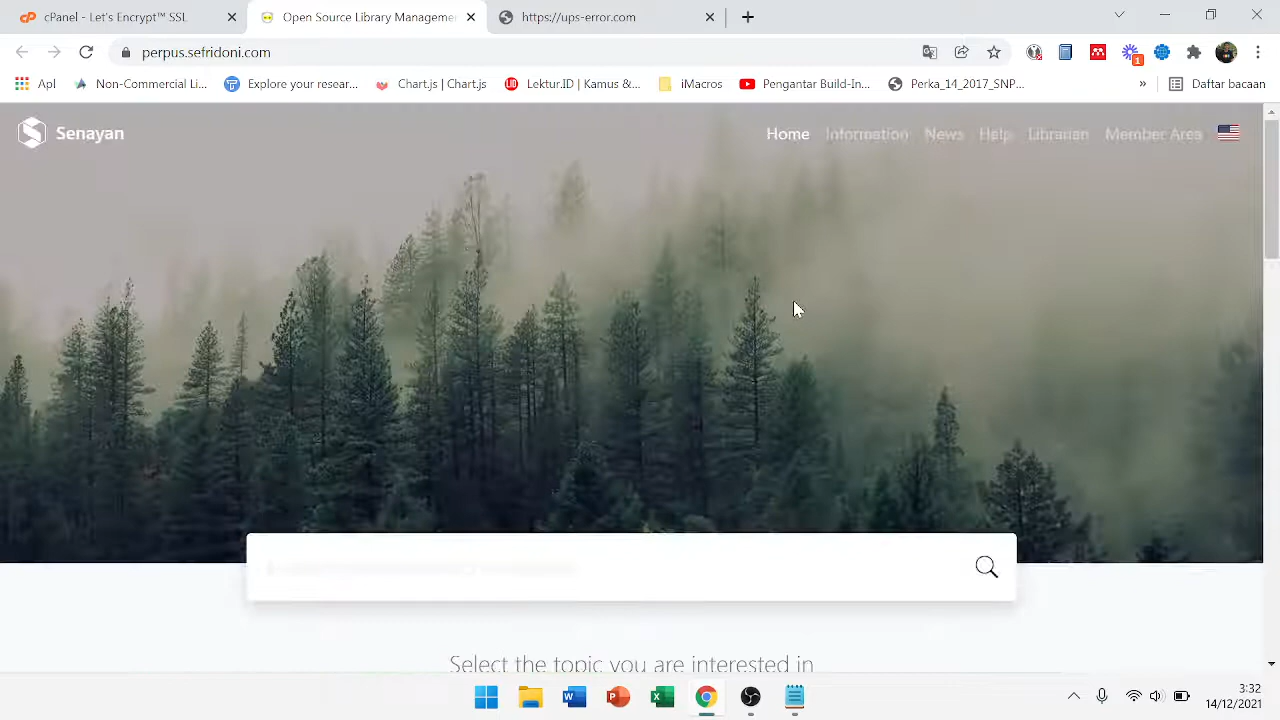 cPanel - Let's Encrypt™ SSL
Open Source Library Manageme
https://ups-error.com
perpus.sefridoni.com
Apl
Non-Commercial Li...
Explore your resear...
Chart.js | Chart.js
Lektur.ID | Kamus &...
iMacros
Pengantar Build-In...
Perka_14_2017_SNP...
»
Daftar bacaan
1
Senayan
Home
Information
News
Help
Librarian
Member Area
Select the topic you are interested in
3:32
14/12/2021